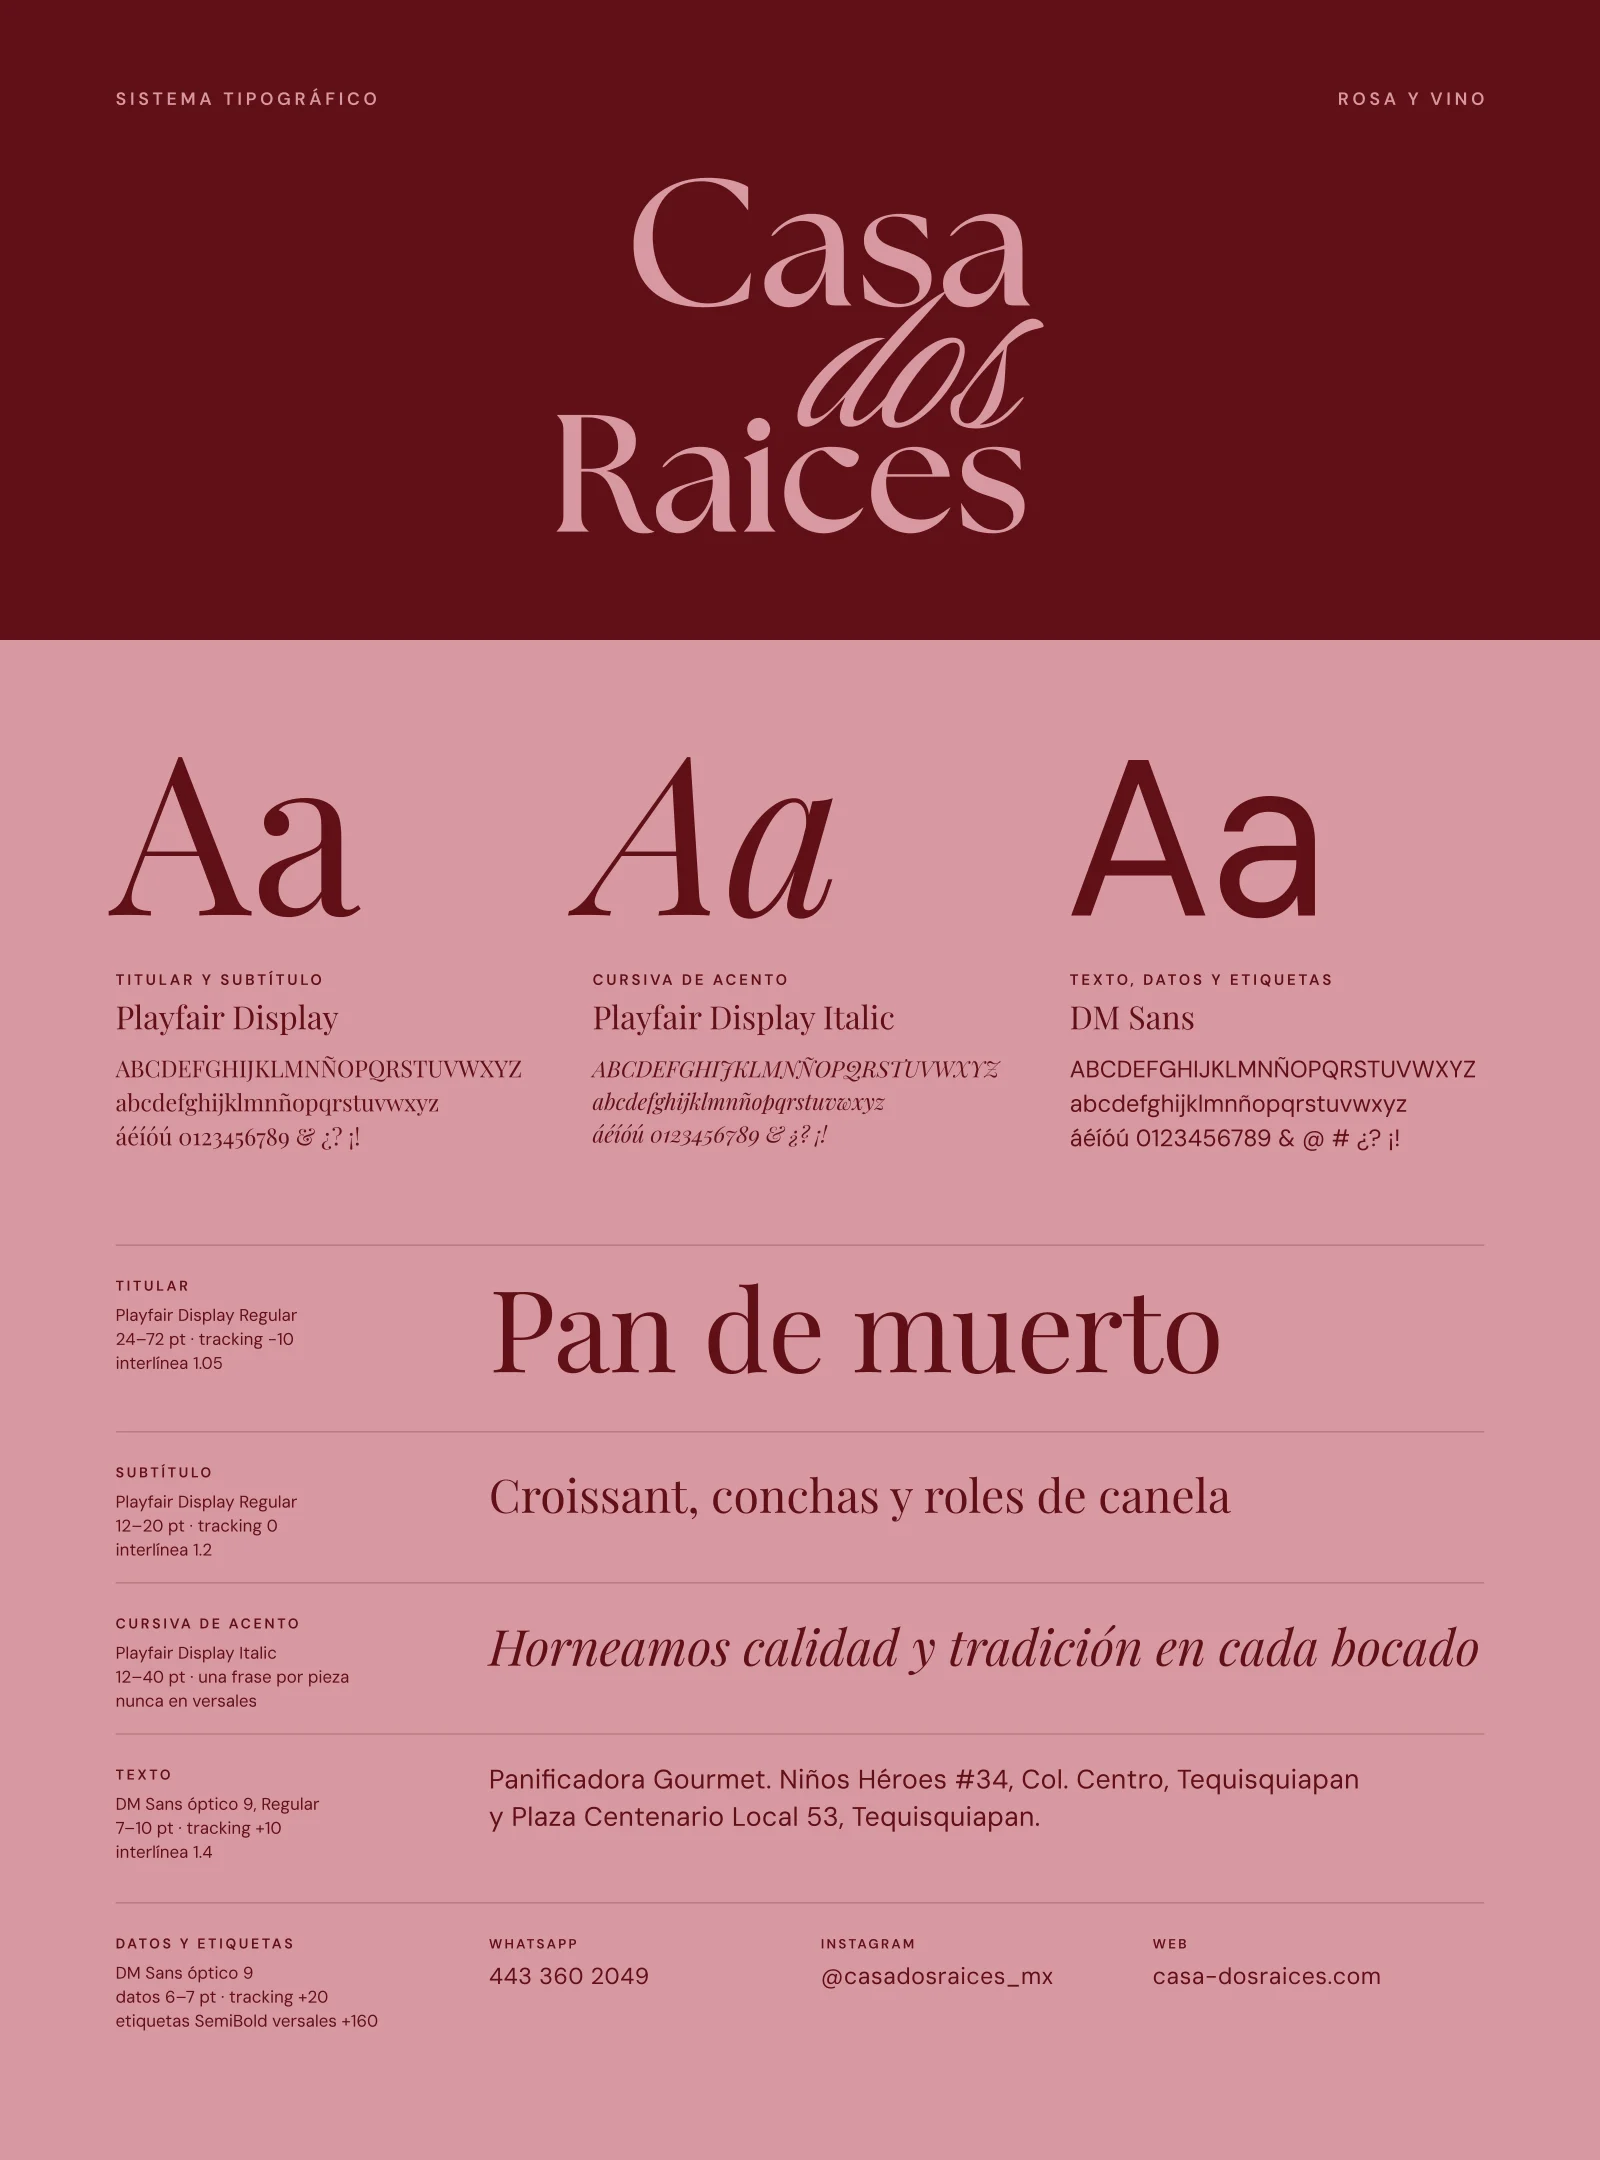 SISTEMA TIPOGRÁFICO
ROSA Y VINO
Casa
dos
Raices
Aa
Aa
Aa
TITULAR Y SUBTÍTULO
Playfair Display
ABCDEFGHIJKLMNÑOPQRSTUVWXYZ
abcdefghijklmnñopqrstuvwxyz
áéíóú 0123456789 & ¿? ¡!
CURSIVA DE ACENTO
Playfair Display Italic
ABCDEFGHIJKLMNÑOPQRSTUVWXYZ
abcdefghijklmnñopqrstuvwxyz
áéíóú 0123456789 & ¿? ¡!
TEXTO, DATOS Y ETIQUETAS
DM Sans
ABCDEFGHIJKLMNÑOPQRSTUVWXYZ
abcdefghijklmnñopqrstuvwxyz
áéíóú 0123456789 & @ # ¿? ¡!
TITULAR
Playfair Display Regular
24–72 pt · tracking -10
interlínea 1.05
Pan de muerto
SUBTÍTULO
Playfair Display Regular
12–20 pt · tracking 0
interlínea 1.2
Croissant, conchas y roles de canela
CURSIVA DE ACENTO
Playfair Display Italic
12–40 pt · una frase por pieza
nunca en versales
Horneamos calidad y tradición en cada bocado
TEXTO
DM Sans óptico 9, Regular
7–10 pt · tracking +10
interlínea 1.4
Panificadora Gourmet. Niños Héroes #34, Col. Centro, Tequisquiapan
y Plaza Centenario Local 53, Tequisquiapan.
DATOS Y ETIQUETAS
DM Sans óptico 9
datos 6–7 pt · tracking +20
etiquetas SemiBold versales +160
WHATSAPP
443 360 2049
INSTAGRAM
@casadosraices_mx
WEB
casa-dosraices.com